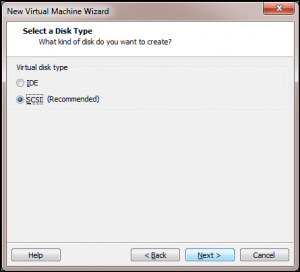 New Virtual Machine Wizard
Select a Disk Type
What kind of disk do you want to create?
Virtual disk type
IDE
SCSI (Recommended)
Help
< Back
Next >
Cancel